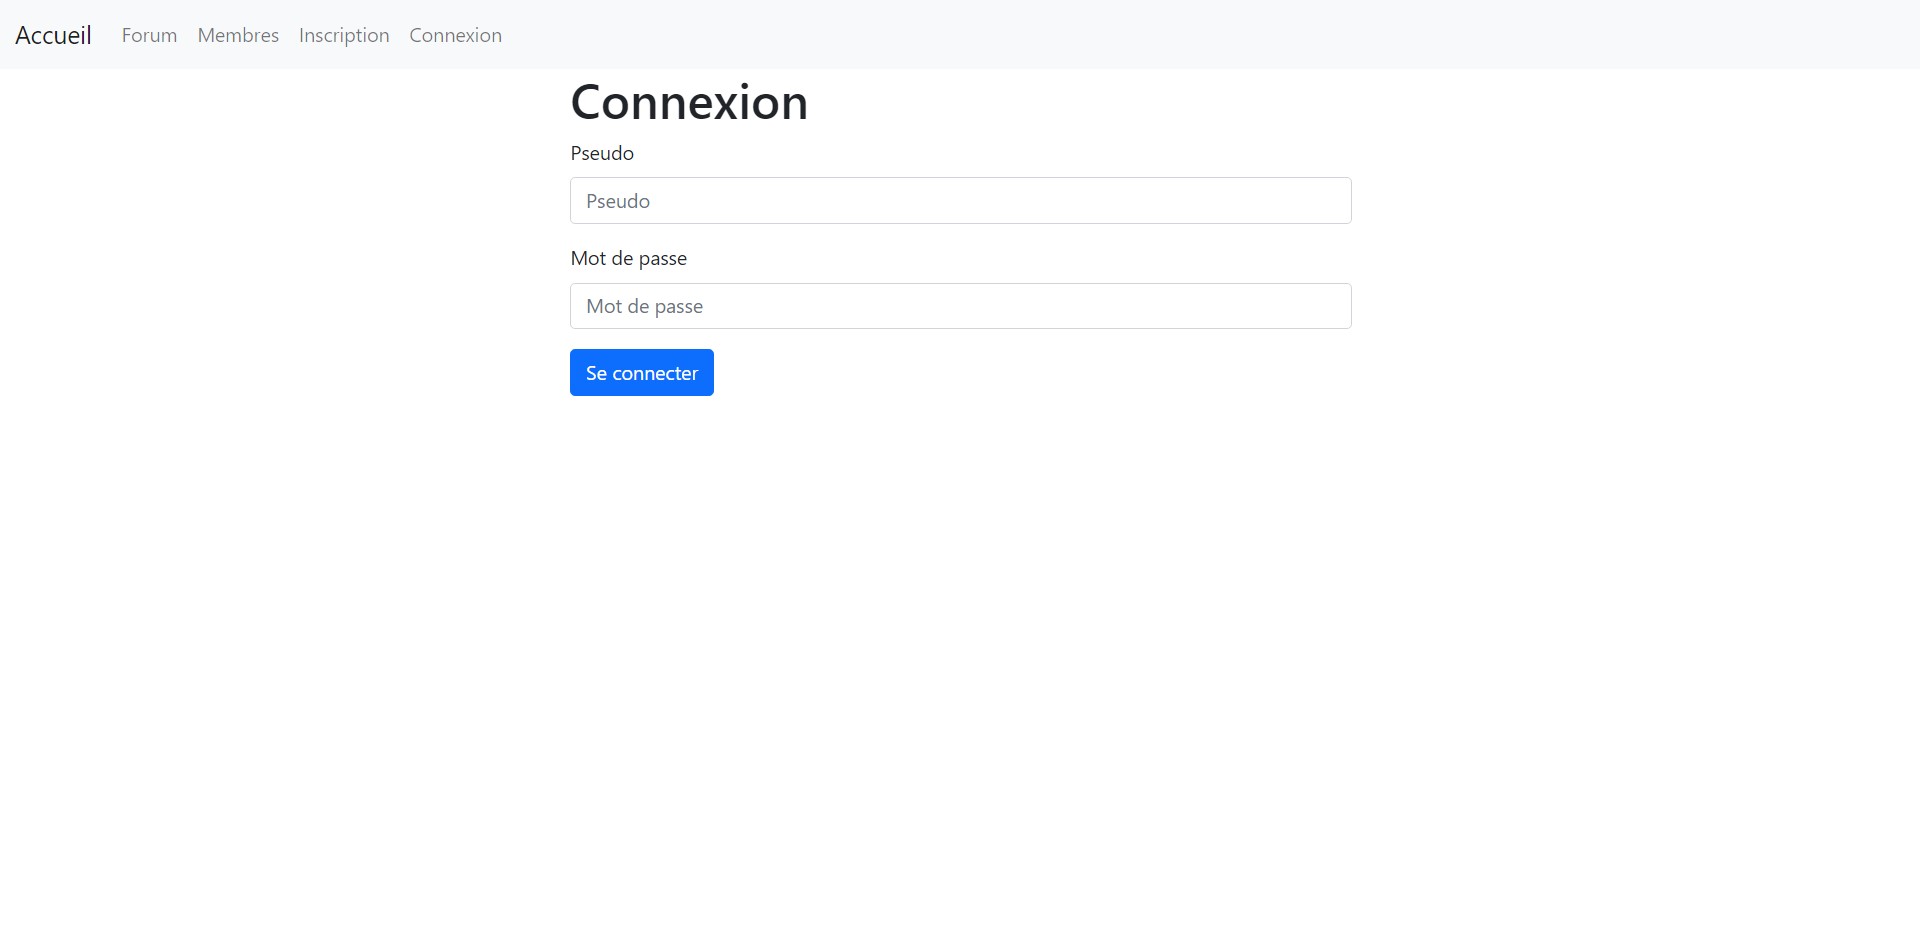 Accueil Forum Membres Inscription Connexion
Connexion
Pseudo
Pseudo
Mot de passe
Mot de passe
Se connecter